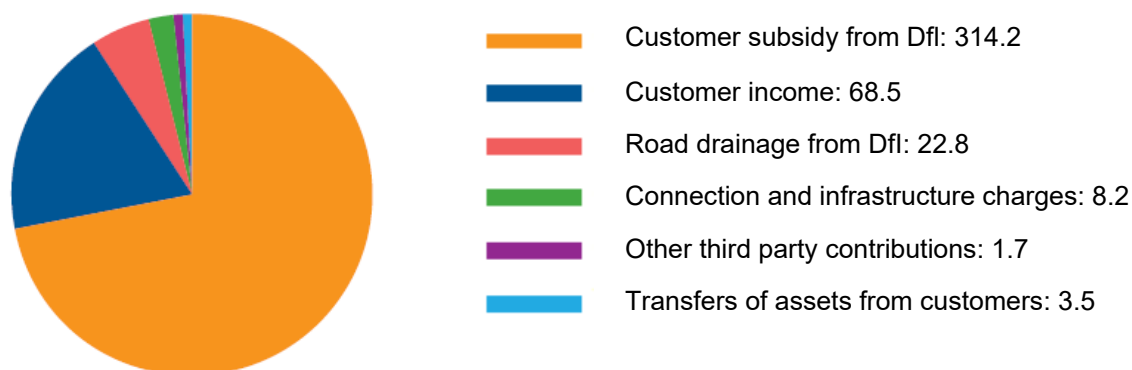 Customer subsidy from DfI: 314.2
Customer income: 68.5
Road drainage from DfI: 22.8
Connection and infrastructure charges: 8.2
Other third party contributions: 1.7
Transfers of assets from customers: 3.5